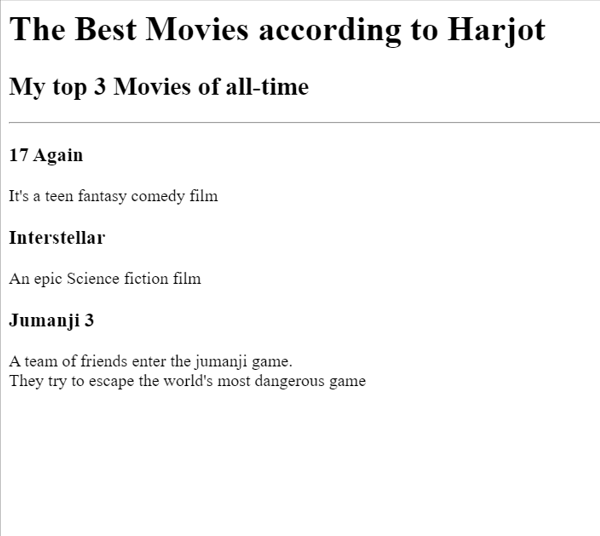 The Best Movies according to Harjot
My top 3 Movies of all-time
17 Again
It's a teen fantasy comedy film
Interstellar
An epic Science fiction film
Jumanji 3
A team of friends enter the jumanji game.
They try to escape the world's most dangerous game